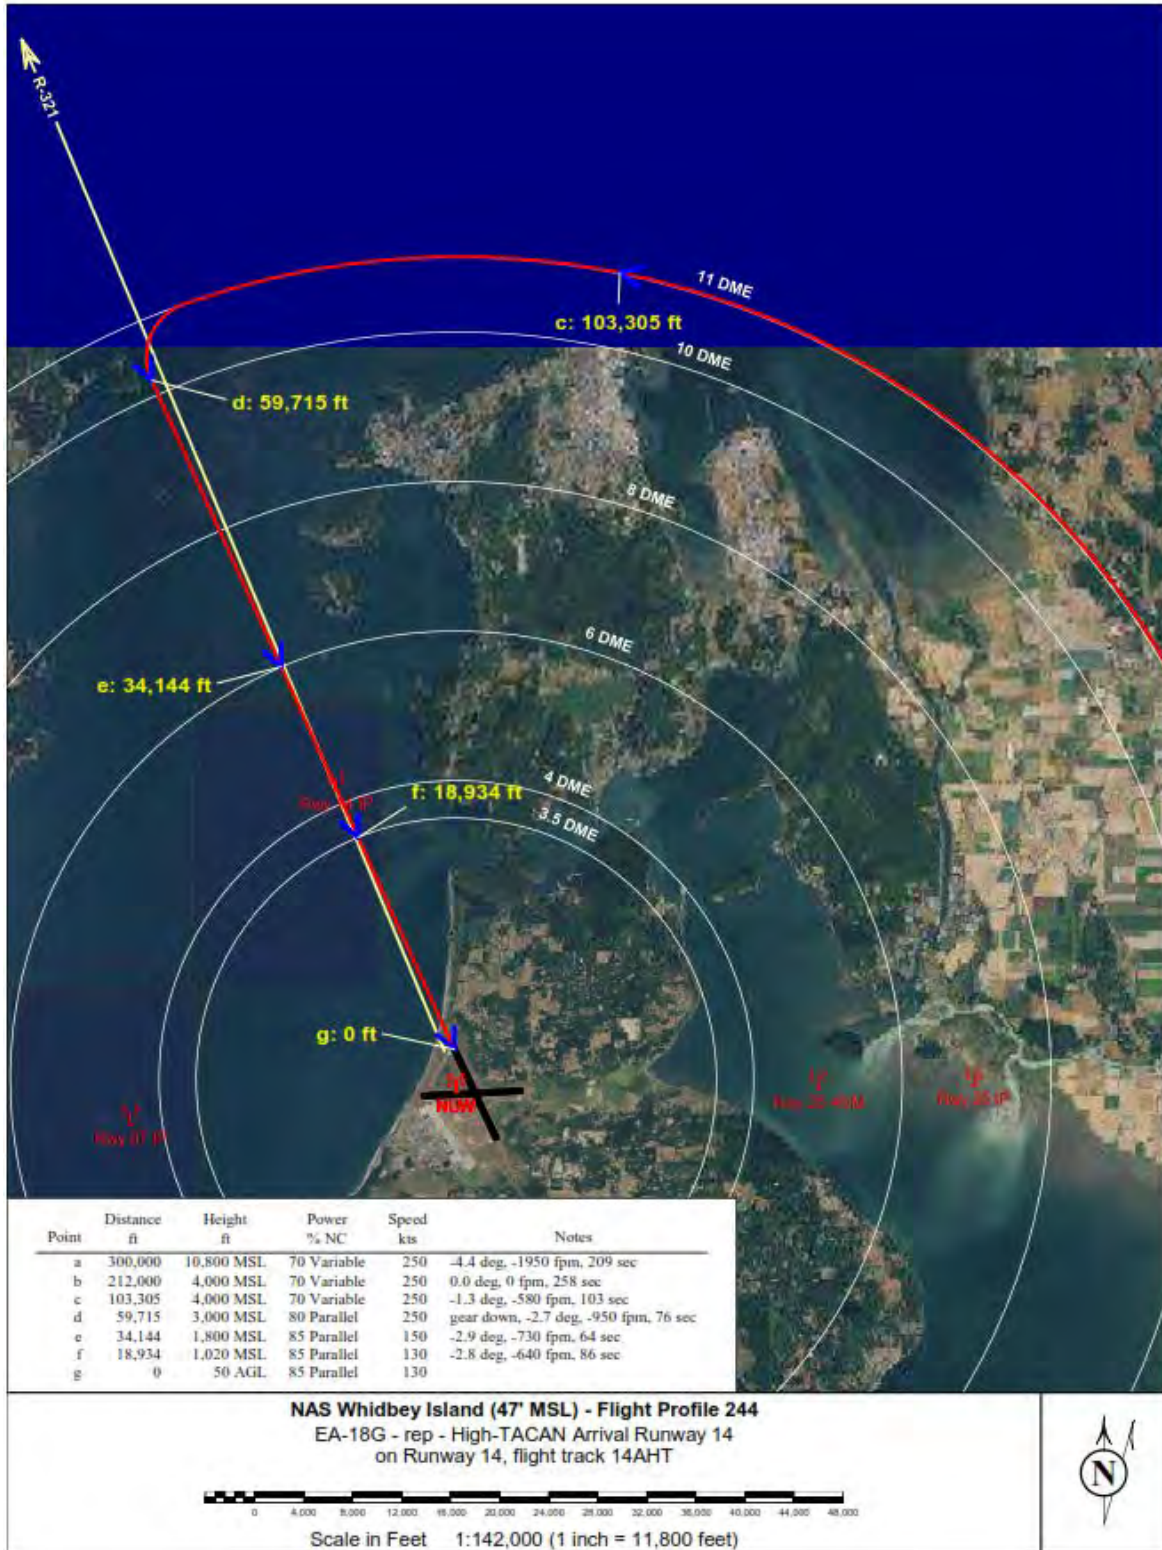 R-321
11 DME
c: 103,305 ft
10 DME
d: 59,715 ft
8 DME
6 DME
e: 34,144 ft
4 DME
f: 18,934 ft
3.5 DME
g: 0 ft
NUW
Point Distance ft Height ft Power % NC Speed kts Notes
a 300,000 10,800 MSL 70 Variable 250 -4.4 deg, -1950 fpm, 209 sec
b 212,000 4,000 MSL 70 Variable 250 0.0 deg, 0 fpm, 258 sec
c 103,305 4,000 MSL 70 Variable 250 -1.3 deg, -580 fpm, 103 sec
d 59,715 3,000 MSL 80 Parallel 250 gear down, -2.7 deg, -950 fpm, 76 sec
e 34,144 1,800 MSL 85 Parallel 150 -2.9 deg, -730 fpm, 64 sec
f 18,934 1,020 MSL 85 Parallel 130 -2.8 deg, -640 fpm, 86 sec
g 0 50 AGL 85 Parallel 130
NAS Whidbey Island (47' MSL) - Flight Profile 244
EA-18G - rep - High-TACAN Arrival Runway 14
on Runway 14, flight track 14AHT
0 4,000 8,000 12,000 16,000 20,000 24,000 28,000 32,000 36,000 40,000 44,000 48,000
Scale in Feet 1:142,000 (1 inch = 11,800 feet)
N